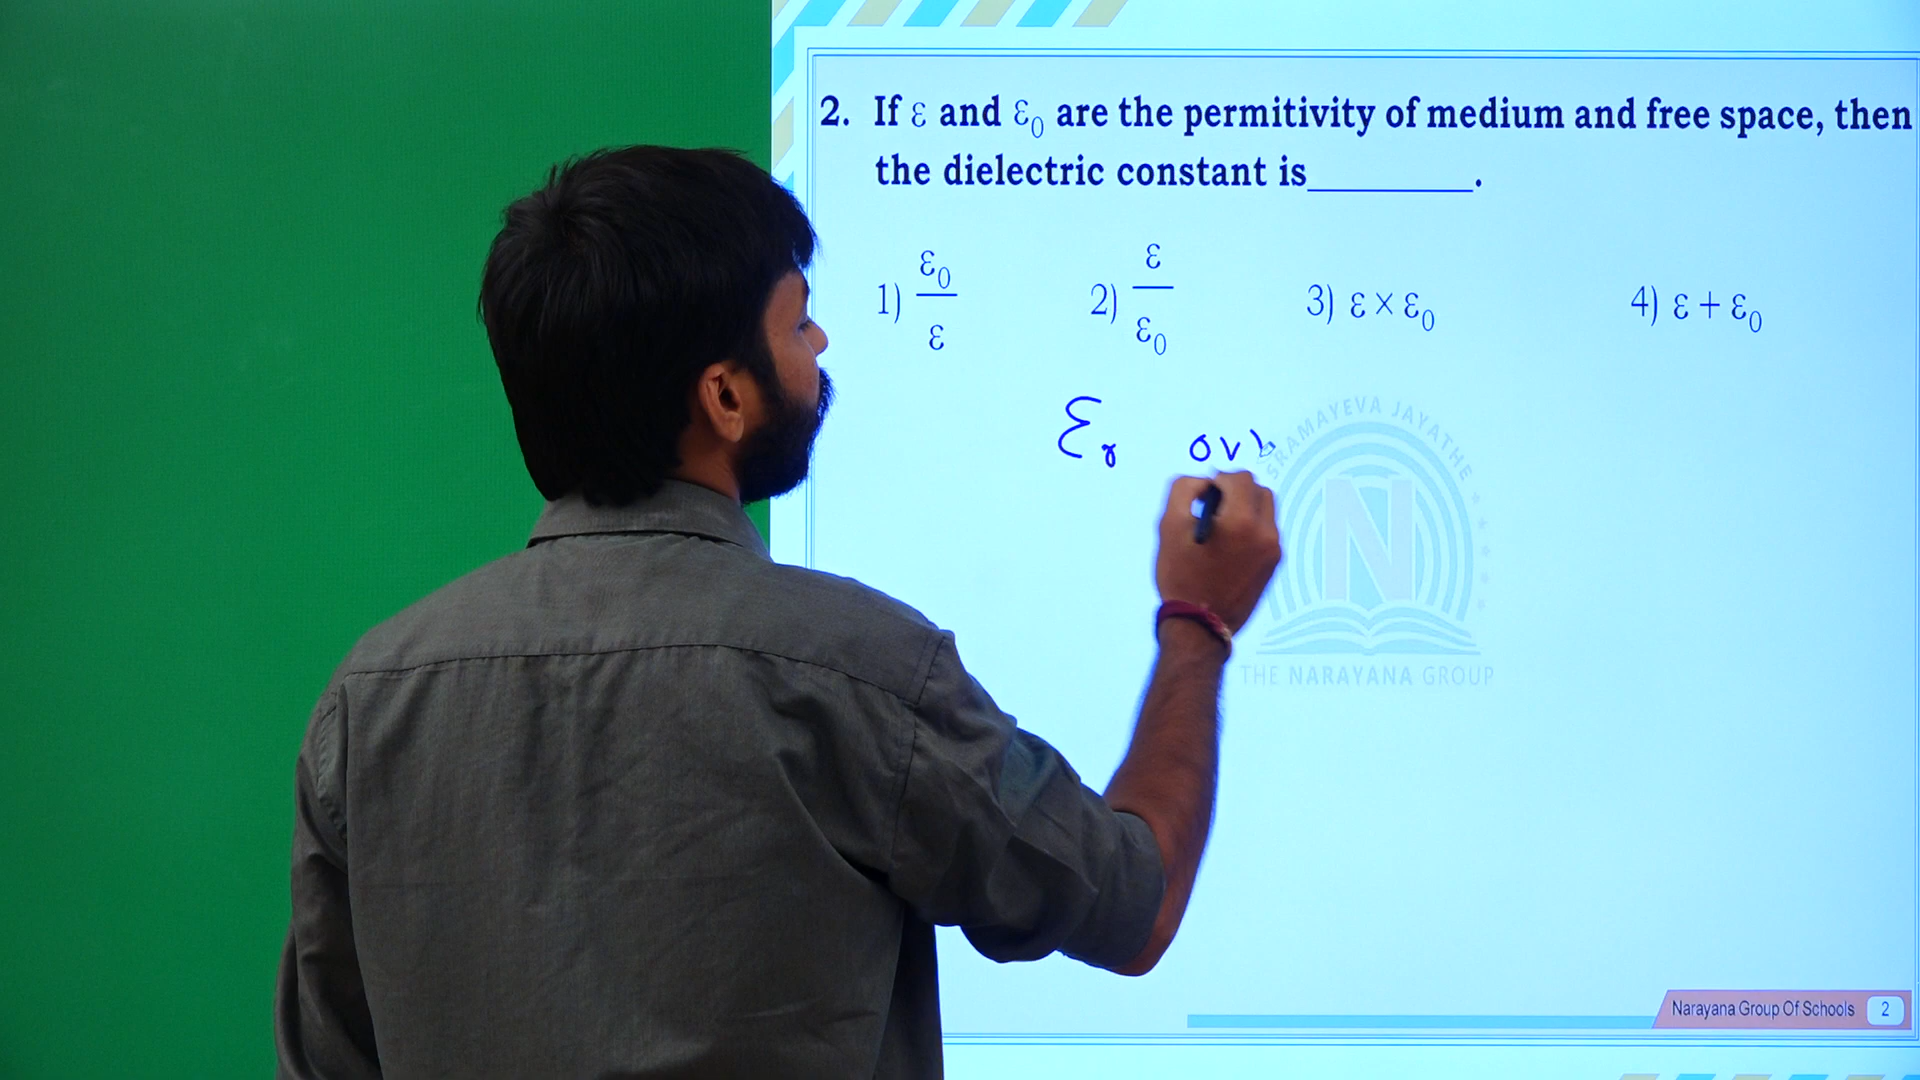 2. If ε and ε₀ are the permitivity of medium and free space, then
the dielectric constant is________.
1) ε₀/ε 2) ε/ε₀ 3) ε × ε₀ 4) ε + ε₀
εᵣ
SRAMAYEVA JAYATHE
N
THE NARAYANA GROUP
Narayana Group Of Schools 2